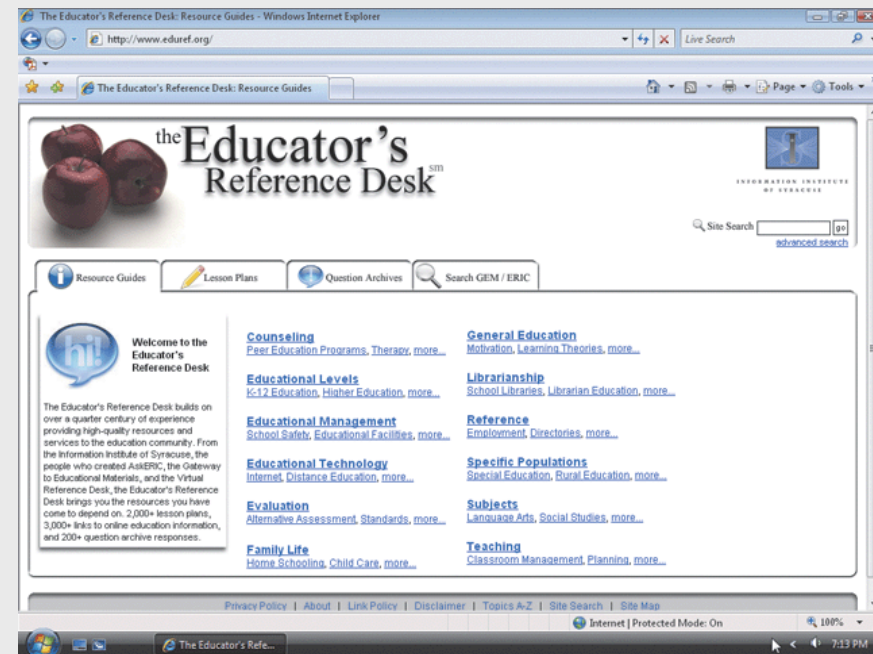 The Educator's Reference Desk: Resource Guides - Windows Internet Explorer
http://www.eduref.org/
Live Search
The Educator's Reference Desk: Resource Guides
Page
Tools
the Educator's
Reference Desk sm
INFORMATION INSTITUTE
OF SYRACUSE
Site Search
go
advanced search
Resource Guides
Lesson Plans
Question Archives
Search GEM / ERIC
hi!
Welcome to the
Educator's
Reference Desk
The Educator's Reference Desk builds on
over a quarter century of experience
providing high-quality resources and
services to the education community. From
the Information Institute of Syracuse, the
people who created AskERIC, the Gateway
to Educational Materials, and the Virtual
Reference Desk, the Educator's Reference
Desk brings you the resources you have
come to depend on. 2,000+ lesson plans,
3,000+ links to online education information,
and 200+ question archive responses.
Counseling
Peer Education Programs, Therapy, more...
Educational Levels
K-12 Education, Higher Education, more...
Educational Management
School Safety, Educational Facilities, more...
Educational Technology
Internet, Distance Education, more...
Evaluation
Alternative Assessment, Standards, more...
Family Life
Home Schooling, Child Care, more...
General Education
Motivation, Learning Theories, more...
Librarianship
School Libraries, Librarian Education, more...
Reference
Employment, Directories, more...
Specific Populations
Special Education, Rural Education, more...
Subjects
Language Arts, Social Studies, more...
Teaching
Classroom Management, Planning, more...
Privacy Policy | About | Link Policy | Disclaimer | Topics A-Z | Site Search | Site Map
Internet | Protected Mode: On
100%
The Educator's Refe...
7:13 PM